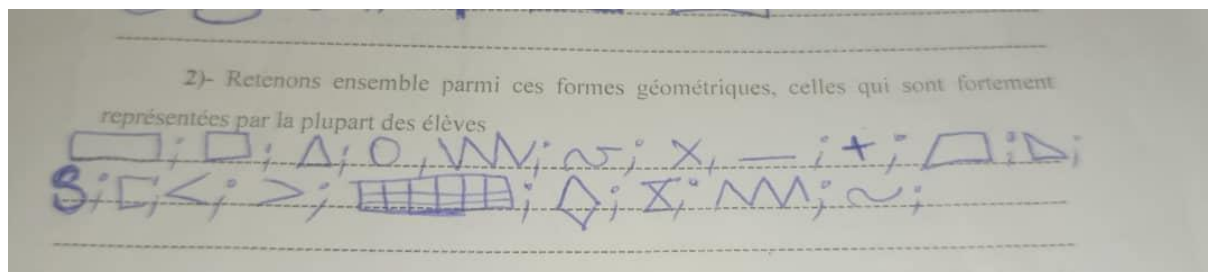 2)- Retenons ensemble parmi ces formes géométriques, celles qui sont fortement
représentées par la plupart des élèves